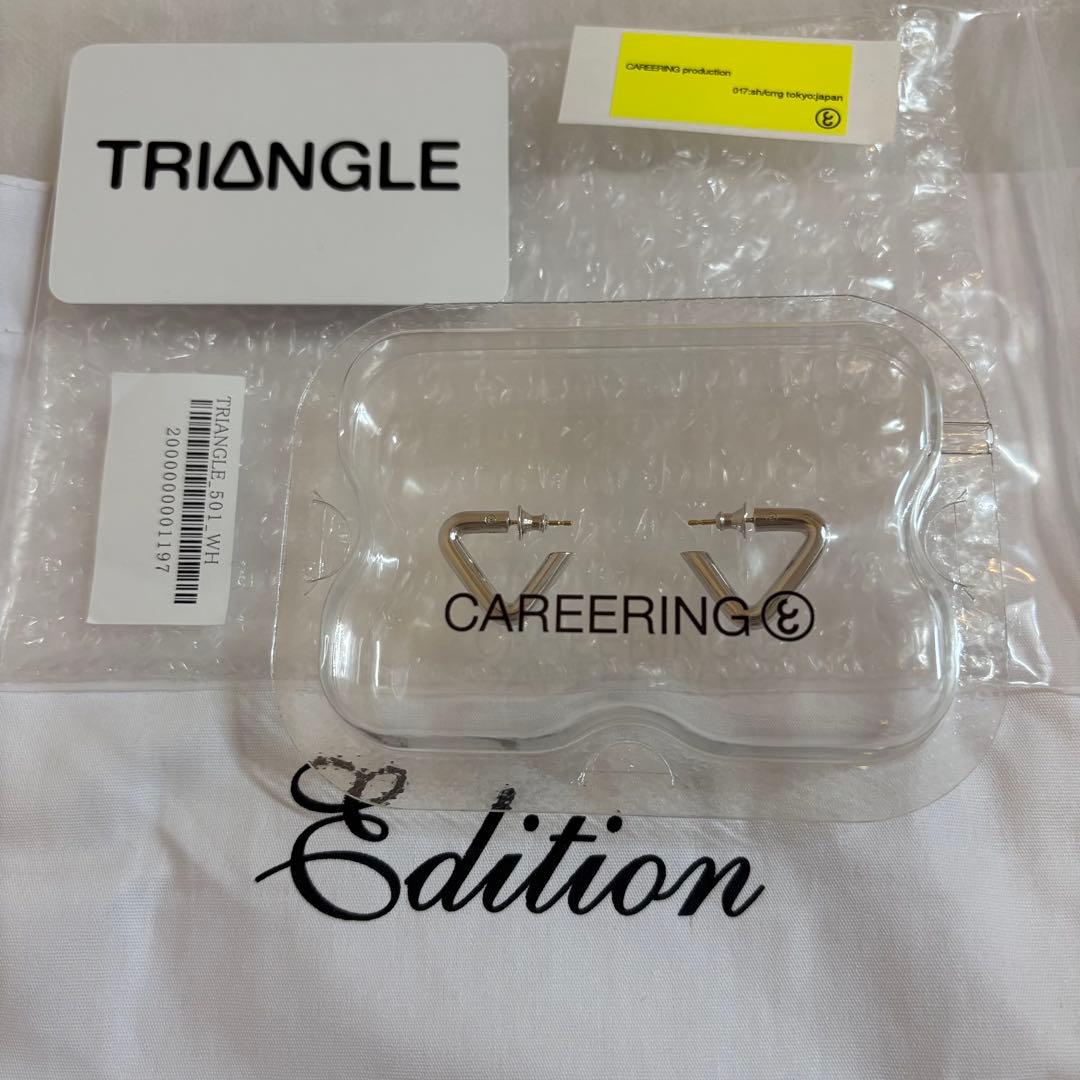 TRIANGLE
CAREERING production
017:sh/crrg tokyo:japan
TRIANGLE_501_WH
2000000001197
CAREERING
Edition